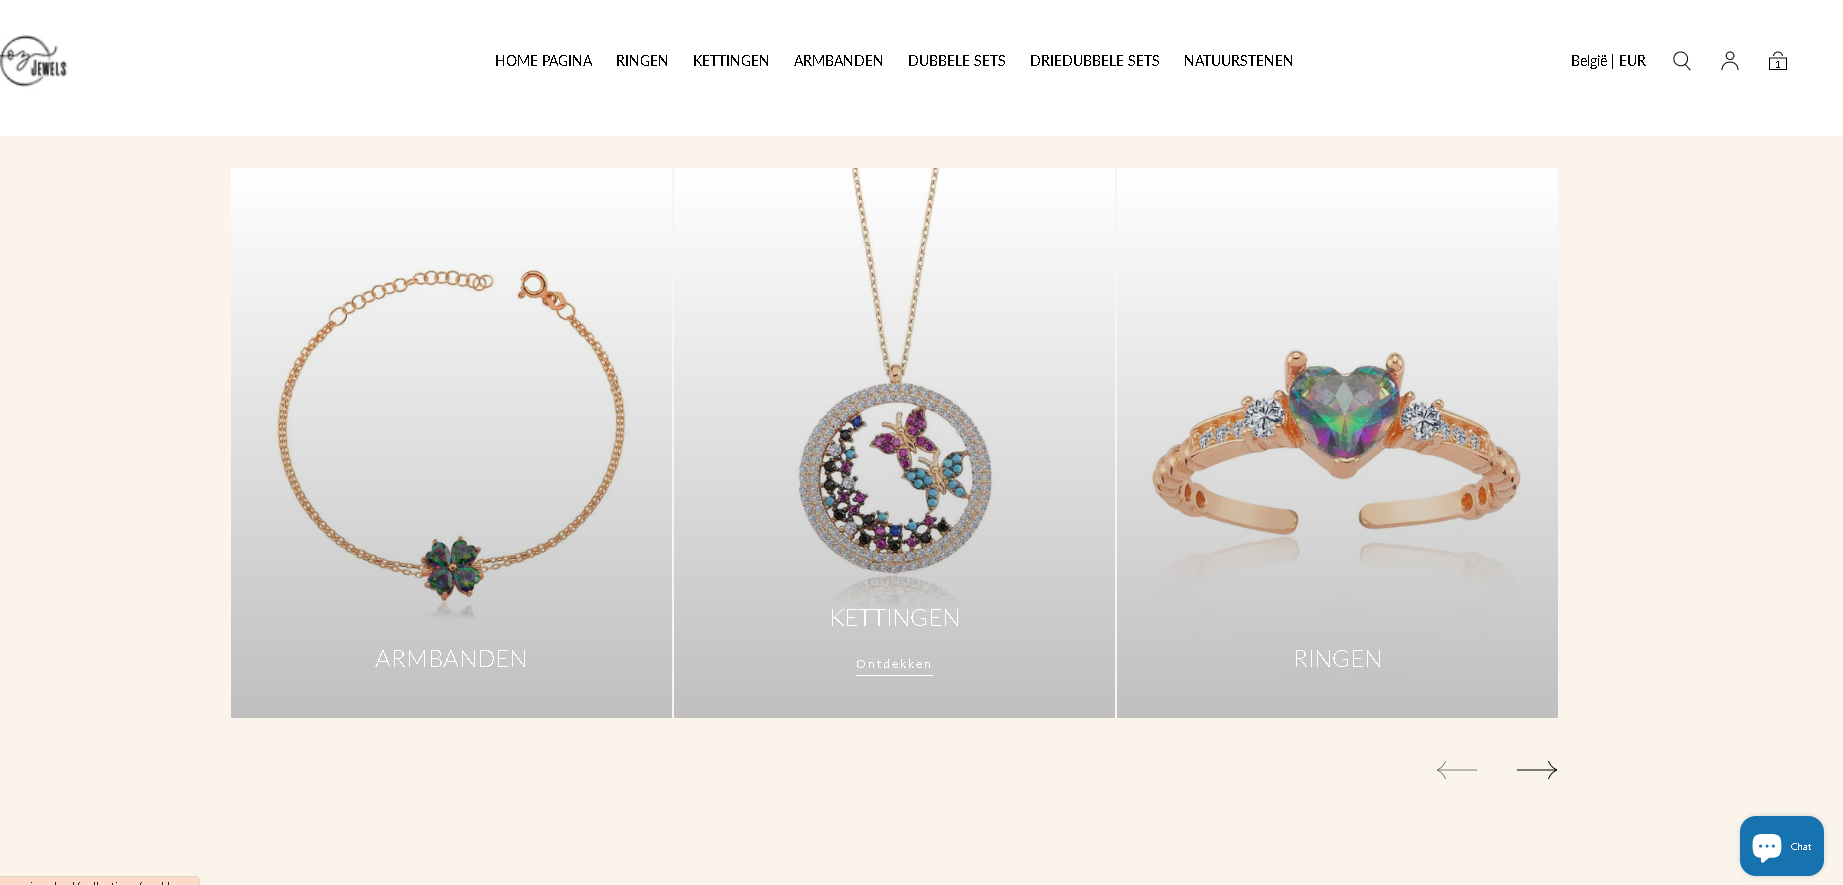 oz
JEWELS
HOME PAGINA RINGEN KETTINGEN ARMBANDEN DUBBELE SETS DRIEDUBBELE SETS NATUURSTENEN
België | EUR
1
ARMBANDEN
KETTINGEN
Ontdekken
RINGEN
Chat